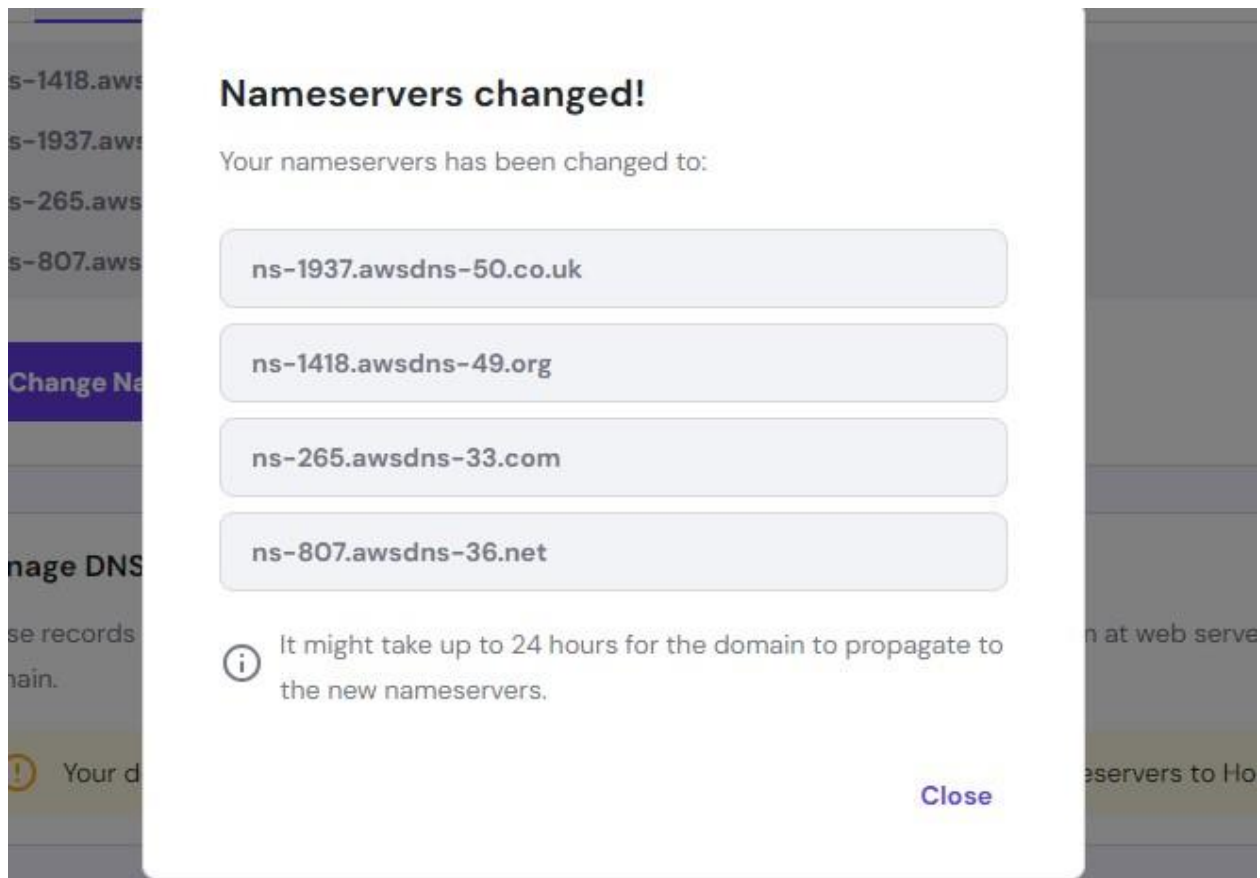 s-1418.aws
s-1937.aws
s-265.aws
s-807.aws
Change Na
nage DNS
se records
nain.
Your d
Nameservers changed!
Your nameservers has been changed to:
ns-1937.awsdns-50.co.uk
ns-1418.awsdns-49.org
ns-265.awsdns-33.com
ns-807.awsdns-36.net
It might take up to 24 hours for the domain to propagate to
the new nameservers.
Close
n at web serve
eservers to Ho